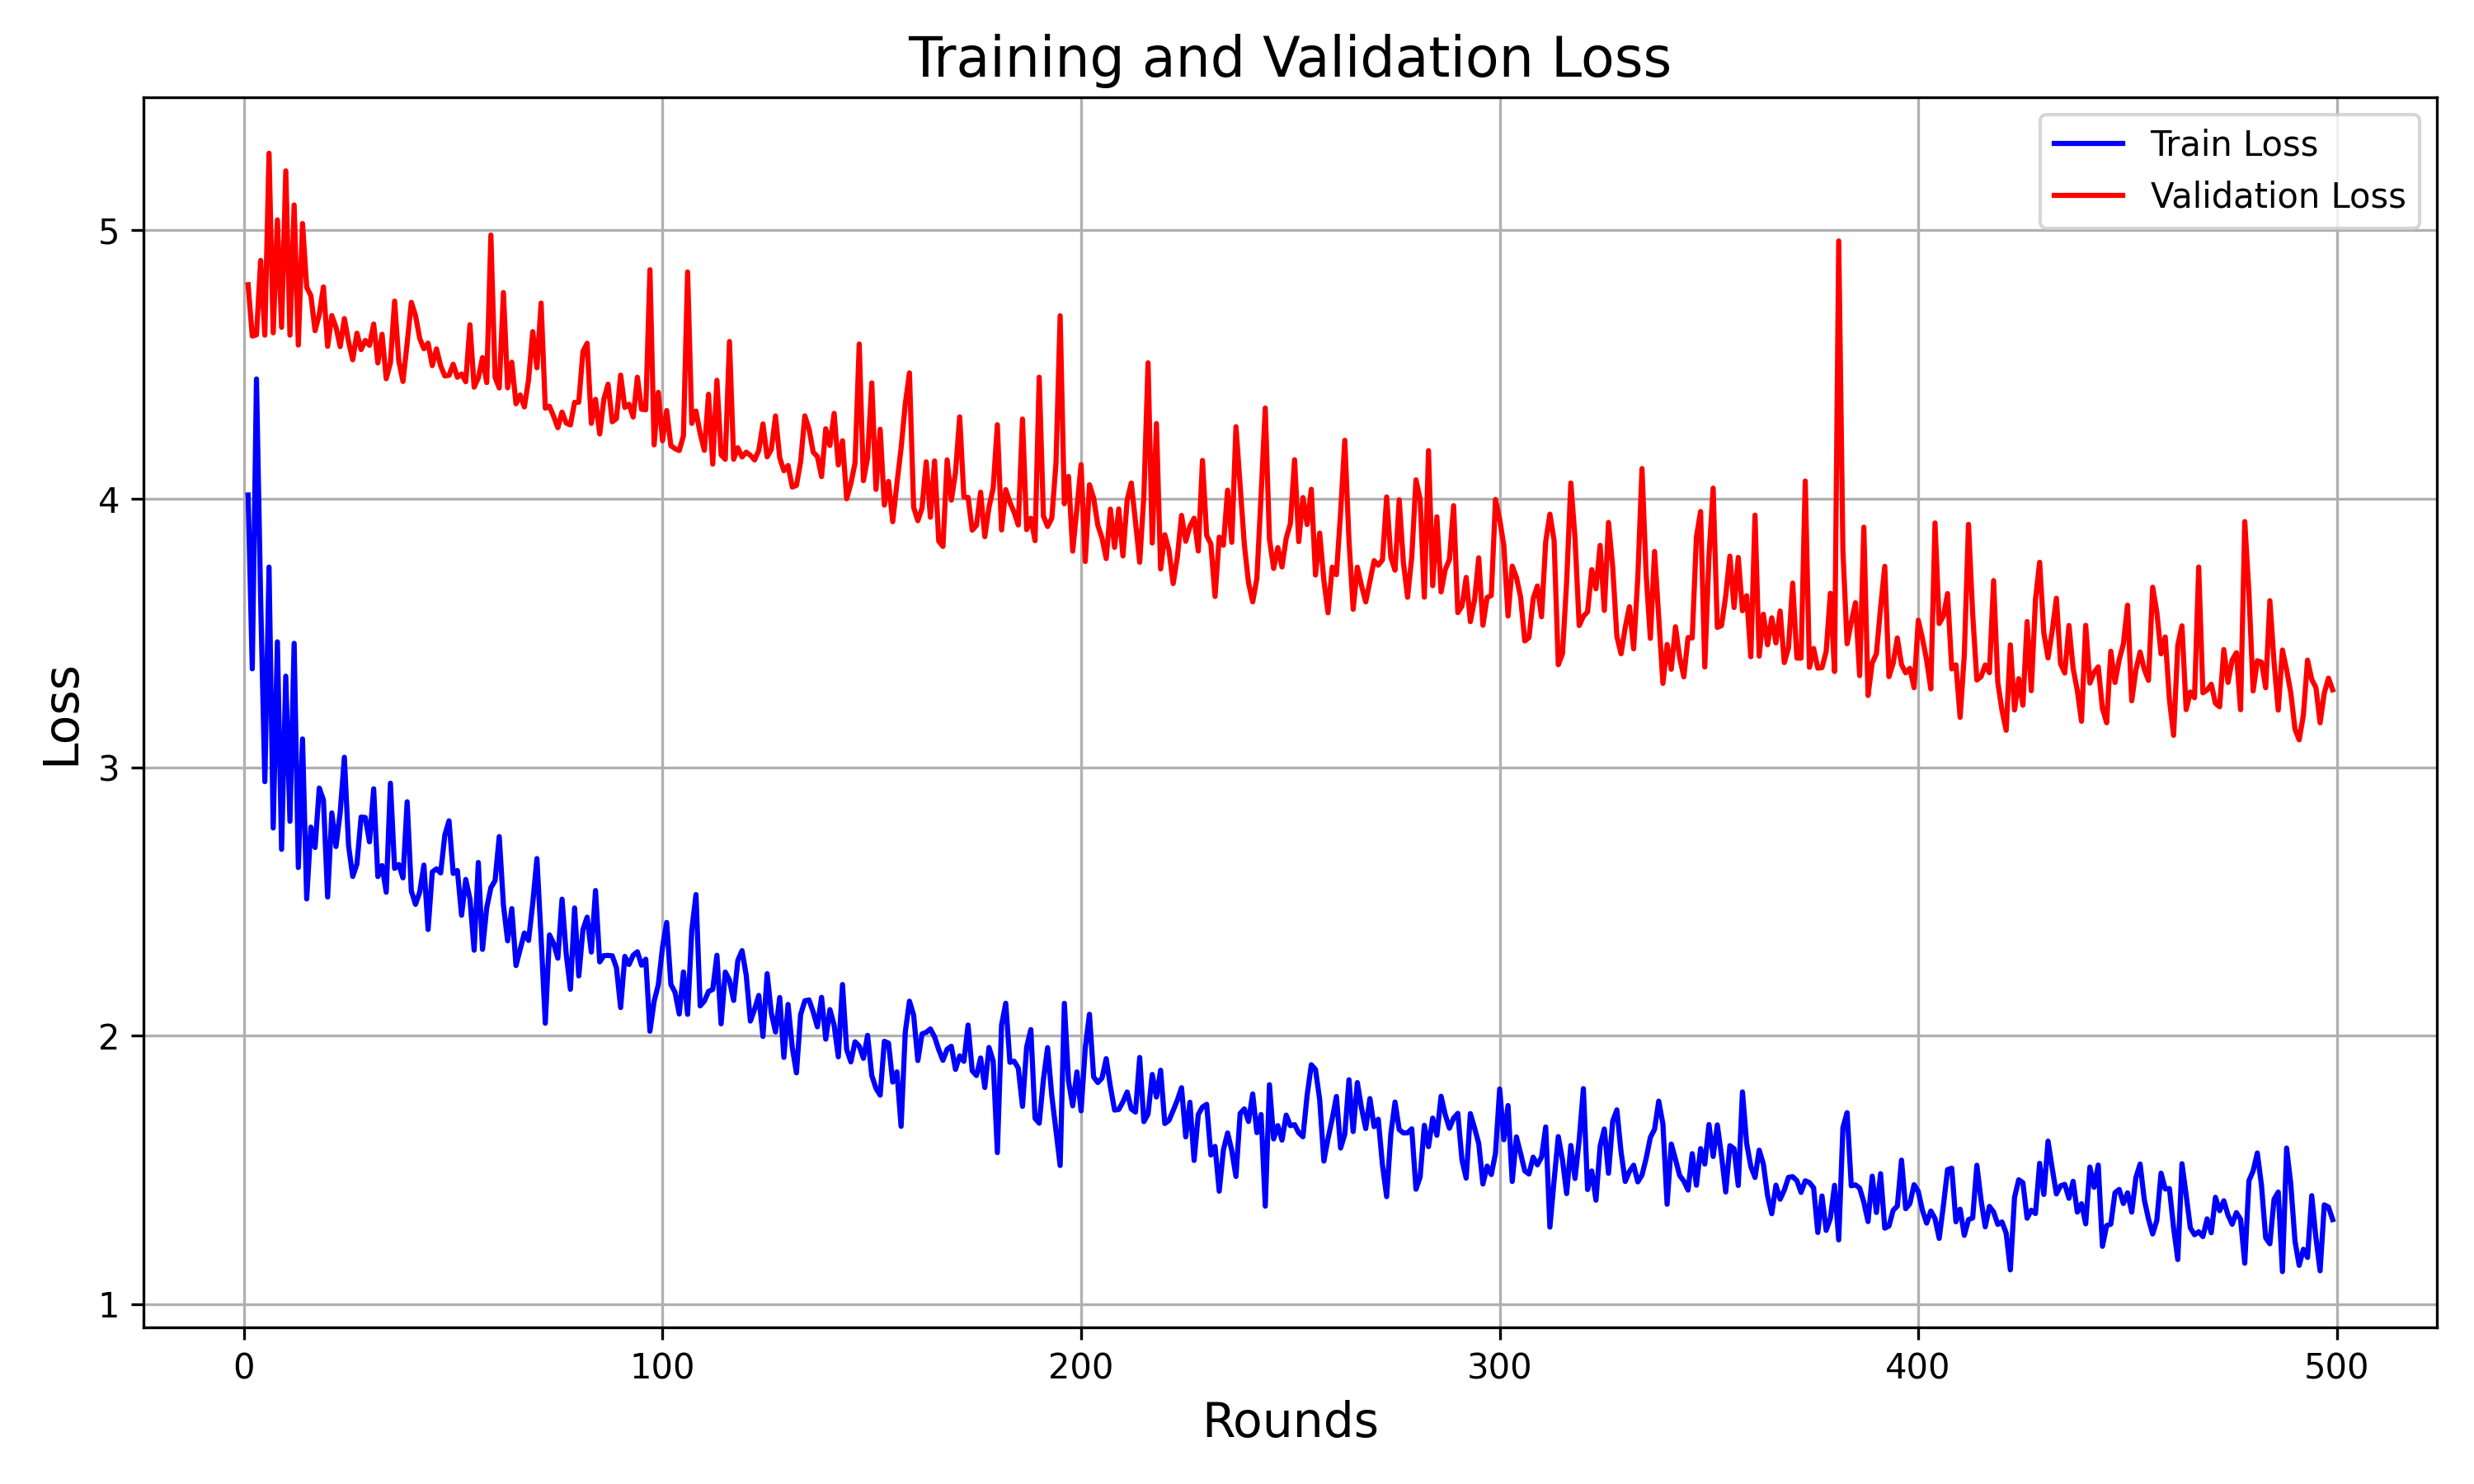 Training and Validation Loss
Train Loss
Validation Loss
5
4
3
2
1
Loss
0 100 200 300 400 500
Rounds